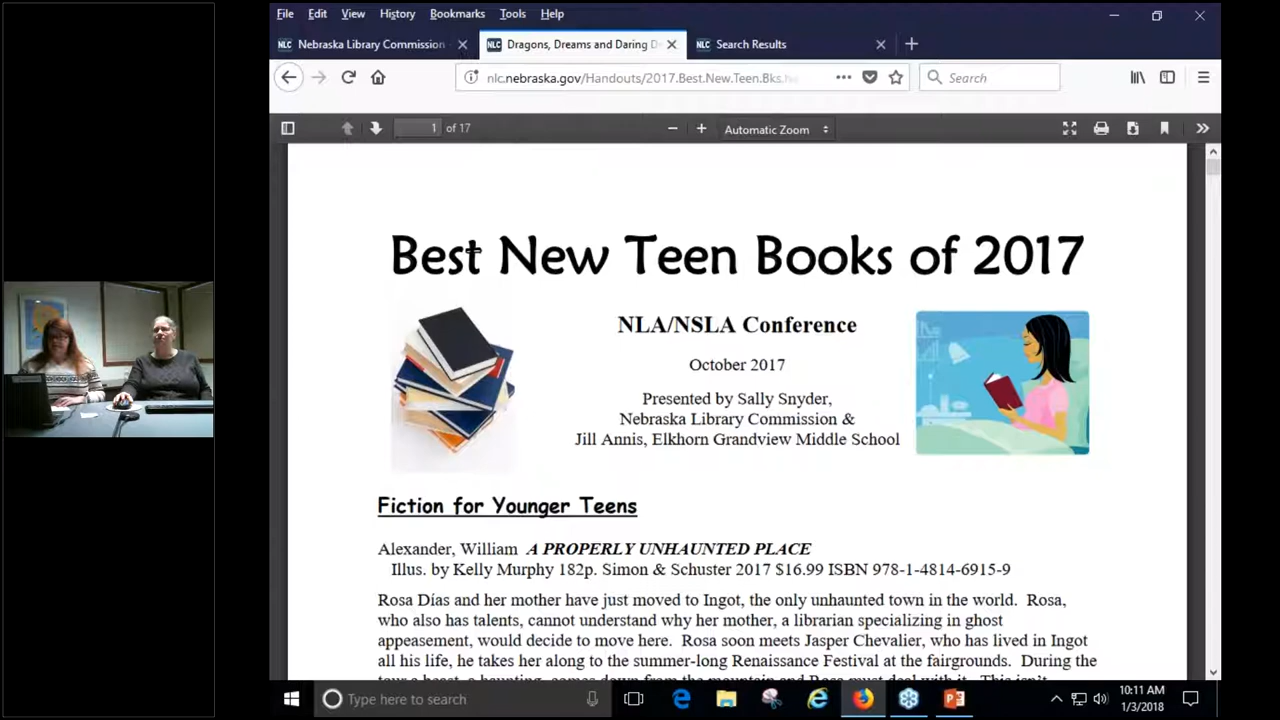 File Edit View History Bookmarks Tools Help
NLC Nebraska Library Commission
NLC Dragons, Dreams and Daring D
NLC Search Results
nlc.nebraska.gov/Handouts/2017.Best.New.Teen.Bks.
Search
1 of 17
Automatic Zoom
Best New Teen Books of 2017
NLA/NSLA Conference
October 2017
Presented by Sally Snyder,
Nebraska Library Commission &
Jill Annis, Elkhorn Grandview Middle School
Fiction for Younger Teens
Alexander, William A PROPERLY UNHAUNTED PLACE
Illus. by Kelly Murphy 182p. Simon & Schuster 2017 $16.99 ISBN 978-1-4814-6915-9
Rosa Días and her mother have just moved to Ingot, the only unhaunted town in the world. Rosa,
who also has talents, cannot understand why her mother, a librarian specializing in ghost
appeasement, would decide to move here. Rosa soon meets Jasper Chevalier, who has lived in Ingot
all his life, he takes her along to the summer-long Renaissance Festival at the fairgrounds. During the
Type here to search
10:11 AM
1/3/2018